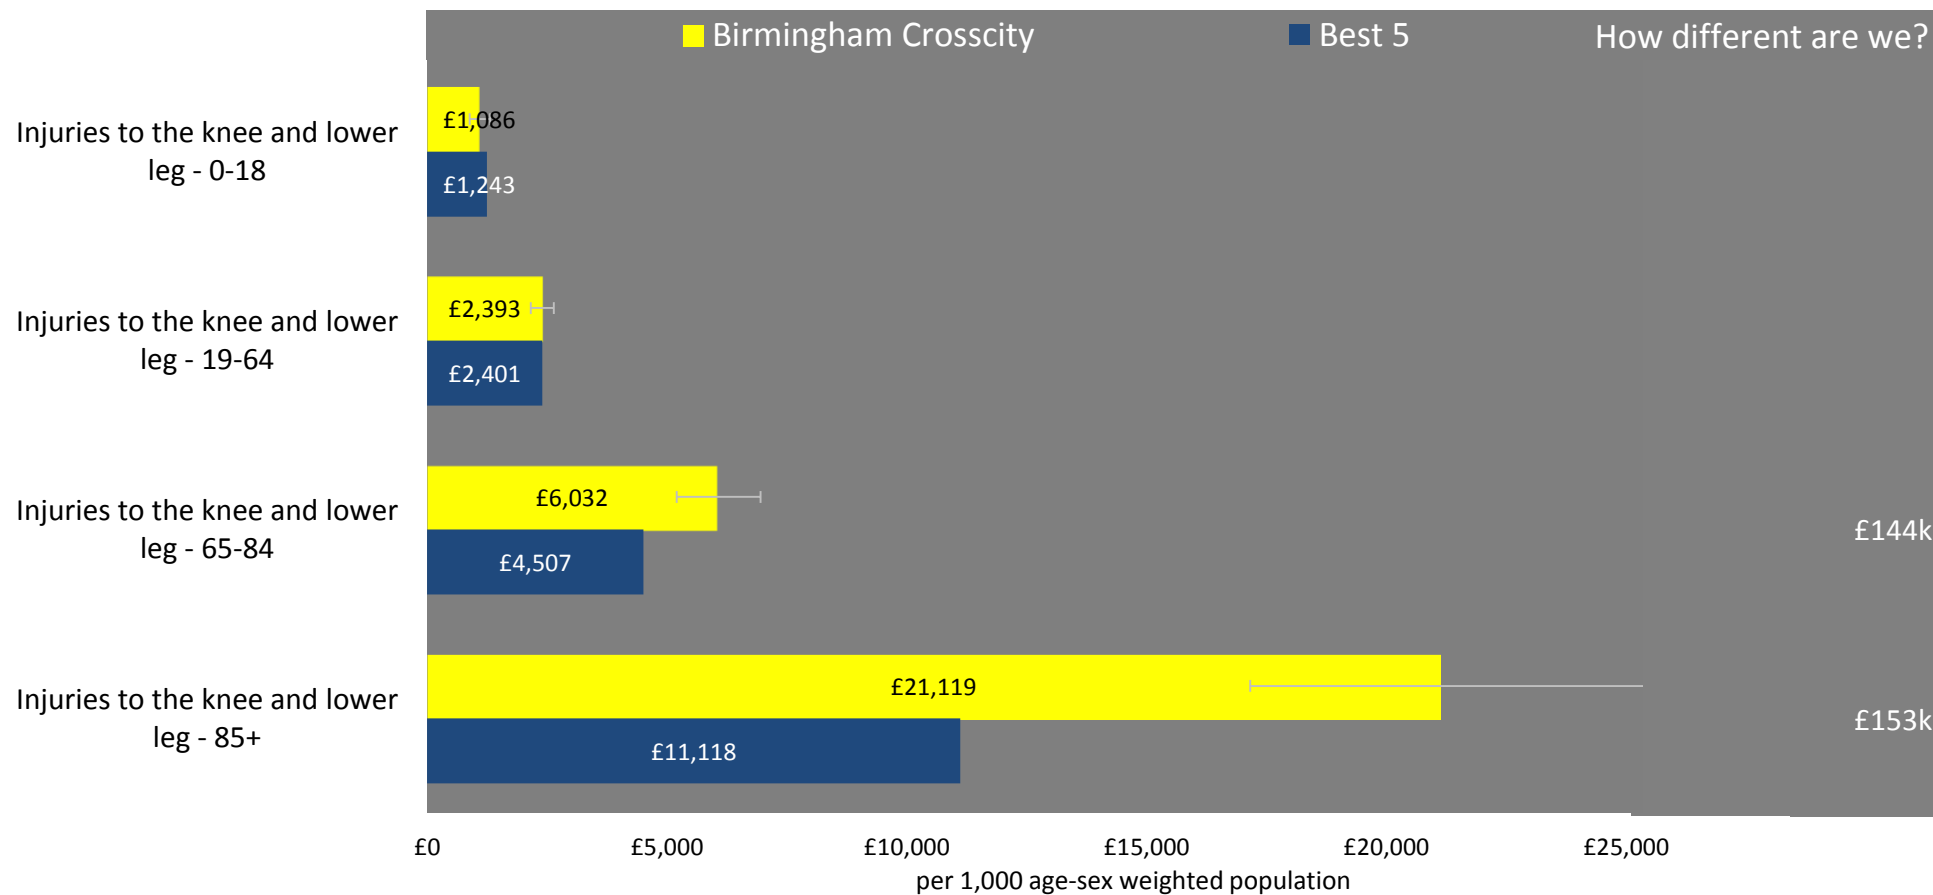 Birmingham Crosscity Best 5 How different are we?
Injuries to the knee and lower
leg - 0-18
£1,086
£1,243
Injuries to the knee and lower
leg - 19-64
£2,393
£2,401
Injuries to the knee and lower
leg - 65-84
£6,032
£4,507
£144k
Injuries to the knee and lower
leg - 85+
£21,119
£11,118
£153k
£0 £5,000 £10,000 £15,000 £20,000 £25,000
per 1,000 age-sex weighted population